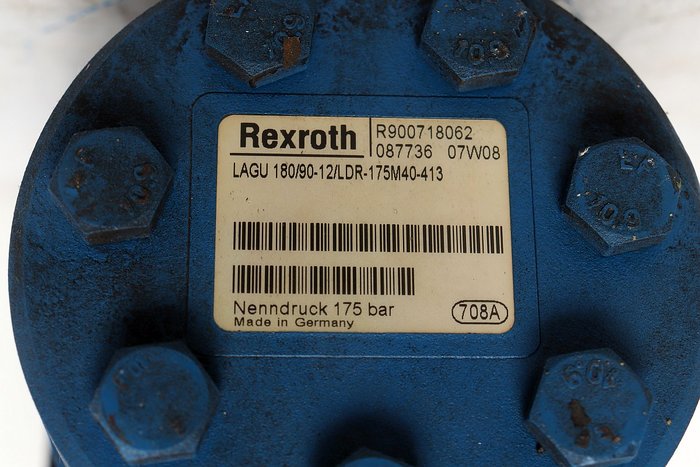 Rexroth
R900718062
087736 07W08
LAGU 180/90-12/LDR-175M40-413
Nenndruck 175 bar
Made in Germany
708A